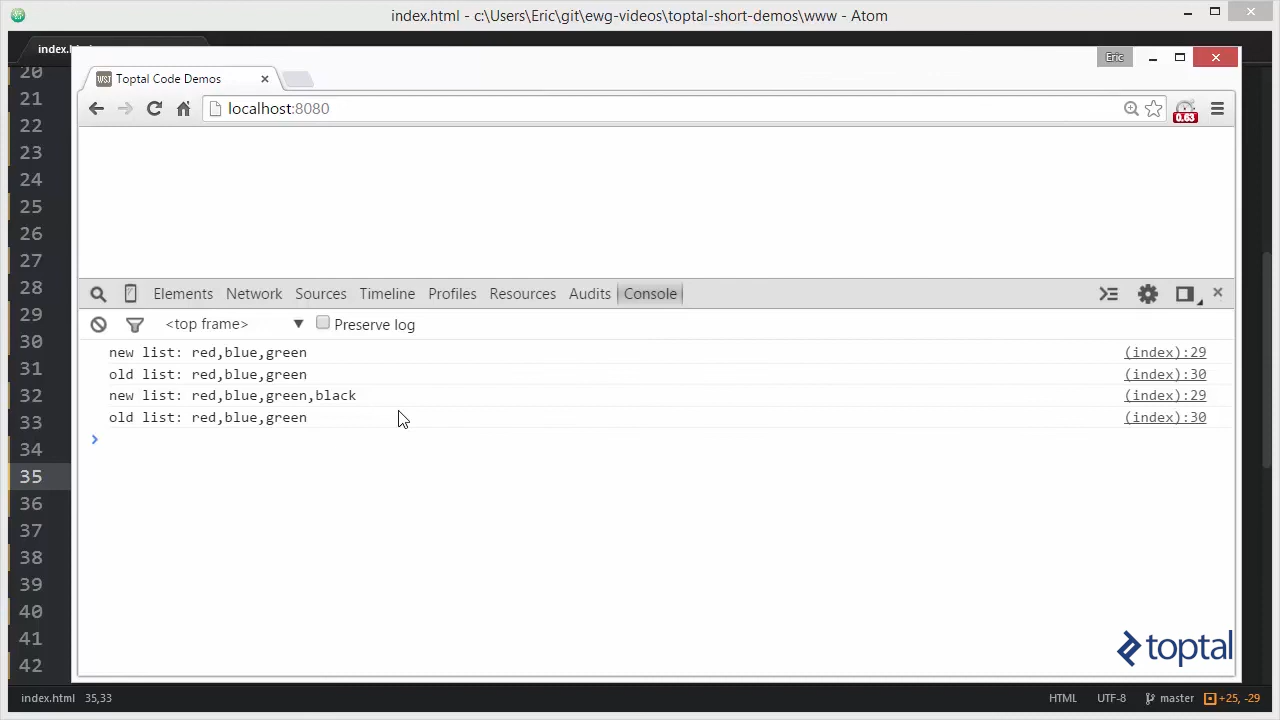 index.html - c:\Users\Eric\git\ewg-videos\toptal-short-demos\www - Atom
index.h
Eric
Toptal Code Demos
localhost:8080
0.63
Elements Network Sources Timeline Profiles Resources Audits Console
<top frame> Preserve log
new list: red,blue,green (index):29
old list: red,blue,green (index):30
new list: red,blue,green,black (index):29
old list: red,blue,green (index):30
20
21
22
23
24
25
26
27
28
29
30
31
32
33
34
35
36
37
38
39
40
41
42
toptal
index.html 35,33 HTML UTF-8 master +25, -29